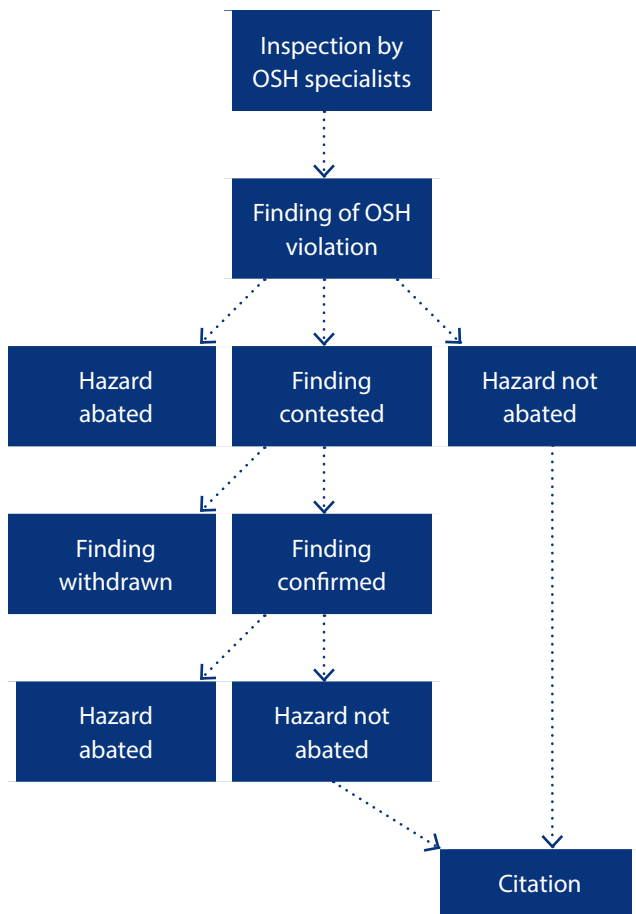 Inspection by
OSH specialists
Finding of OSH
violation
Hazard
abated
Finding
contested
Hazard not
abated
Finding
withdrawn
Finding
confirmed
Hazard
abated
Hazard not
abated
Citation